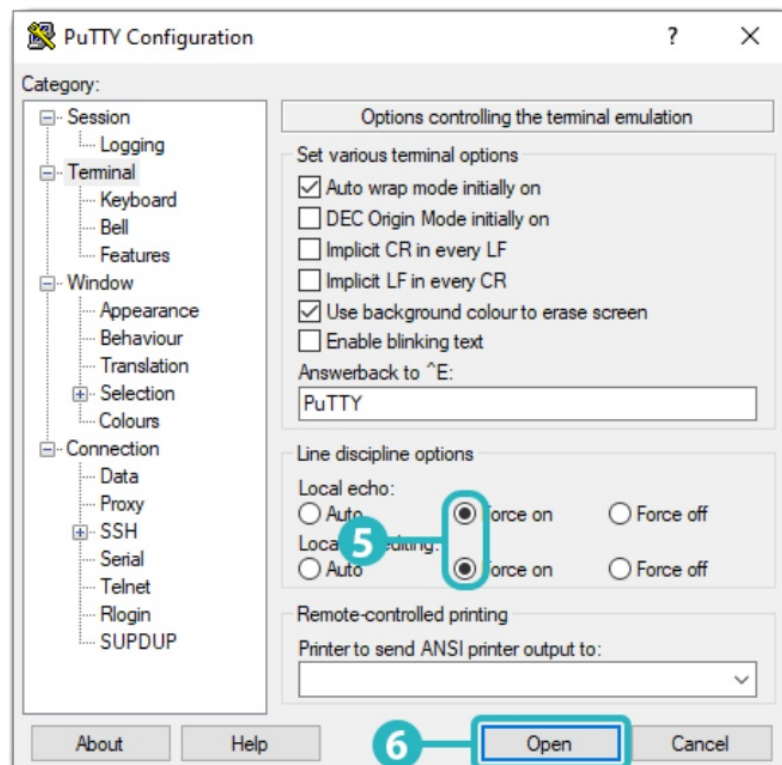 PuTTY Configuration
?
Category:
Session
Logging
Terminal
Keyboard
Bell
Features
Window
Appearance
Behaviour
Translation
Selection
Colours
Connection
Data
Proxy
SSH
Serial
Telnet
Rlogin
SUPDUP
Options controlling the terminal emulation
Set various terminal options
Auto wrap mode initially on
DEC Origin Mode initially on
Implicit CR in every LF
Implicit LF in every CR
Use background colour to erase screen
Enable blinking text
Answerback to ^E:
PuTTY
Line discipline options
Local echo:
Auto Force on Force off
5
editing:
Auto Force on Force off
Remote-controlled printing
Printer to send ANSI printer output to:
About Help 6 Open Cancel